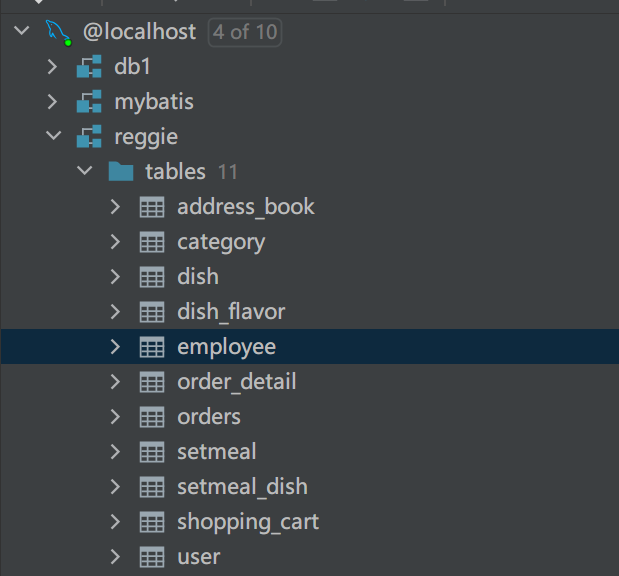 @localhost 4 of 10
db1
mybatis
reggie
tables 11
address_book
category
dish
dish_flavor
employee
order_detail
orders
setmeal
setmeal_dish
shopping_cart
user